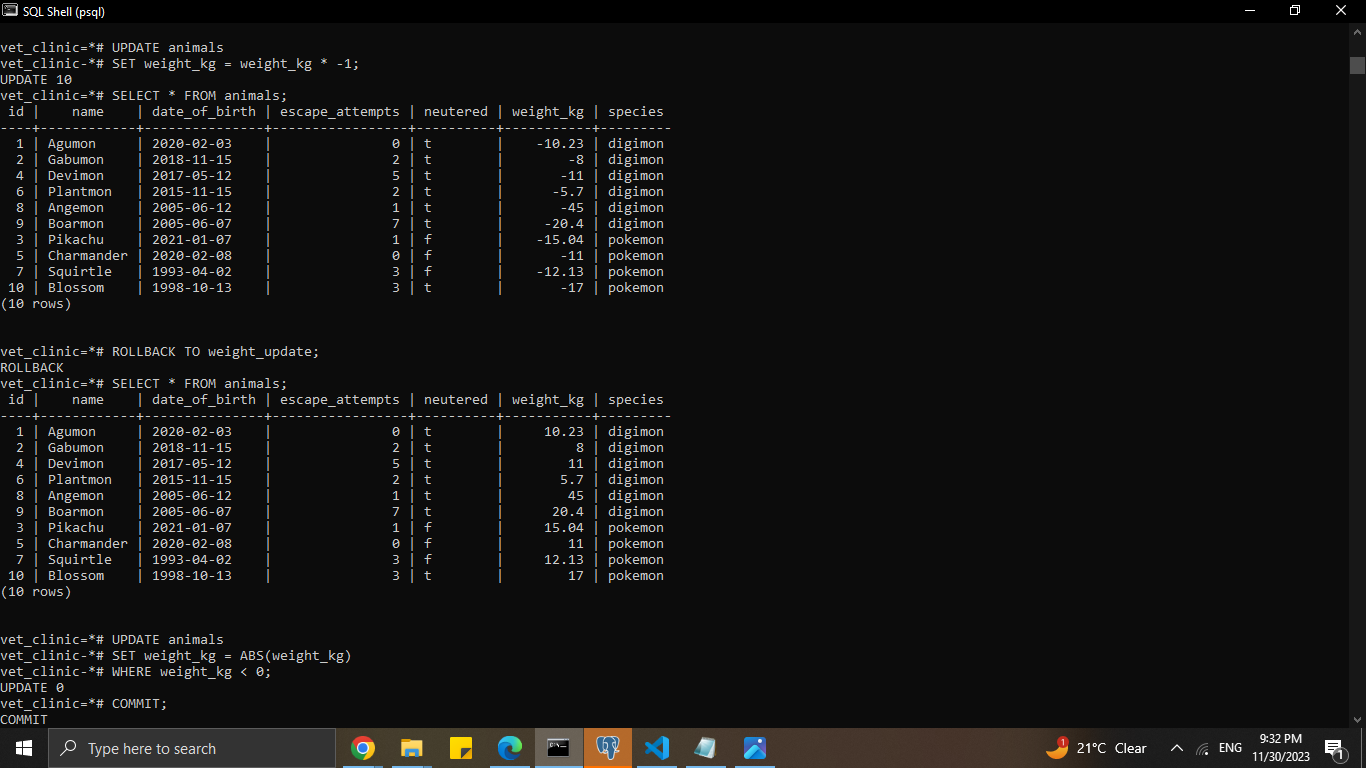 SQL Shell (psql)
vet_clinic=*# UPDATE animals
vet_clinic-*# SET weight_kg = weight_kg * -1;
UPDATE 10
vet_clinic=*# SELECT * FROM animals;
 id |    name    | date_of_birth | escape_attempts | neutered | weight_kg | species
----+------------+---------------+-----------------+----------+-----------+---------
  1 | Agumon     | 2020-02-03    |               0 | t        |    -10.23 | digimon
  2 | Gabumon    | 2018-11-15    |               2 | t        |        -8 | digimon
  4 | Devimon    | 2017-05-12    |               5 | t        |       -11 | digimon
  6 | Plantmon   | 2015-11-15    |               2 | t        |      -5.7 | digimon
  8 | Angemon    | 2005-06-12    |               1 | t        |       -45 | digimon
  9 | Boarmon    | 2005-06-07    |               7 | t        |     -20.4 | digimon
  3 | Pikachu    | 2021-01-07    |               1 | f        |    -15.04 | pokemon
  5 | Charmander | 2020-02-08    |               0 | f        |       -11 | pokemon
  7 | Squirtle   | 1993-04-02    |               3 | f        |    -12.13 | pokemon
 10 | Blossom    | 1998-10-13    |               3 | t        |       -17 | pokemon
(10 rows)
vet_clinic=*# ROLLBACK TO weight_update;
ROLLBACK
vet_clinic=*# SELECT * FROM animals;
 id |    name    | date_of_birth | escape_attempts | neutered | weight_kg | species
----+------------+---------------+-----------------+----------+-----------+---------
  1 | Agumon     | 2020-02-03    |               0 | t        |     10.23 | digimon
  2 | Gabumon    | 2018-11-15    |               2 | t        |         8 | digimon
  4 | Devimon    | 2017-05-12    |               5 | t        |        11 | digimon
  6 | Plantmon   | 2015-11-15    |               2 | t        |       5.7 | digimon
  8 | Angemon    | 2005-06-12    |               1 | t        |        45 | digimon
  9 | Boarmon    | 2005-06-07    |               7 | t        |      20.4 | digimon
  3 | Pikachu    | 2021-01-07    |               1 | f        |     15.04 | pokemon
  5 | Charmander | 2020-02-08    |               0 | f        |        11 | pokemon
  7 | Squirtle   | 1993-04-02    |               3 | f        |     12.13 | pokemon
 10 | Blossom    | 1998-10-13    |               3 | t        |        17 | pokemon
(10 rows)
vet_clinic=*# UPDATE animals
vet_clinic-*# SET weight_kg = ABS(weight_kg)
vet_clinic-*# WHERE weight_kg < 0;
UPDATE 0
vet_clinic=*# COMMIT;
COMMIT
Type here to search
1
21°C Clear
ENG
9:32 PM
11/30/2023
1